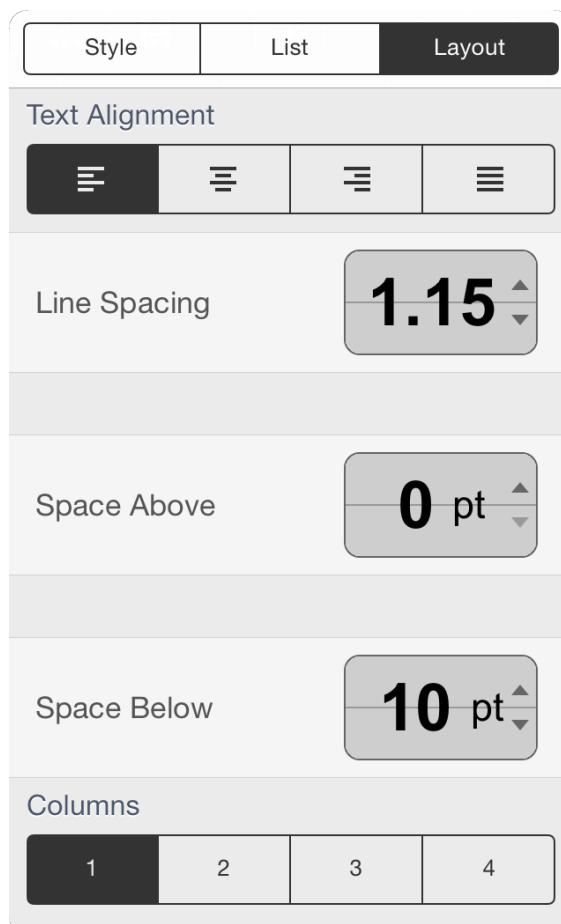 Style List Layout
Text Alignment
Line Spacing 1.15
Space Above 0 pt
Space Below 10 pt
Columns
1 2 3 4